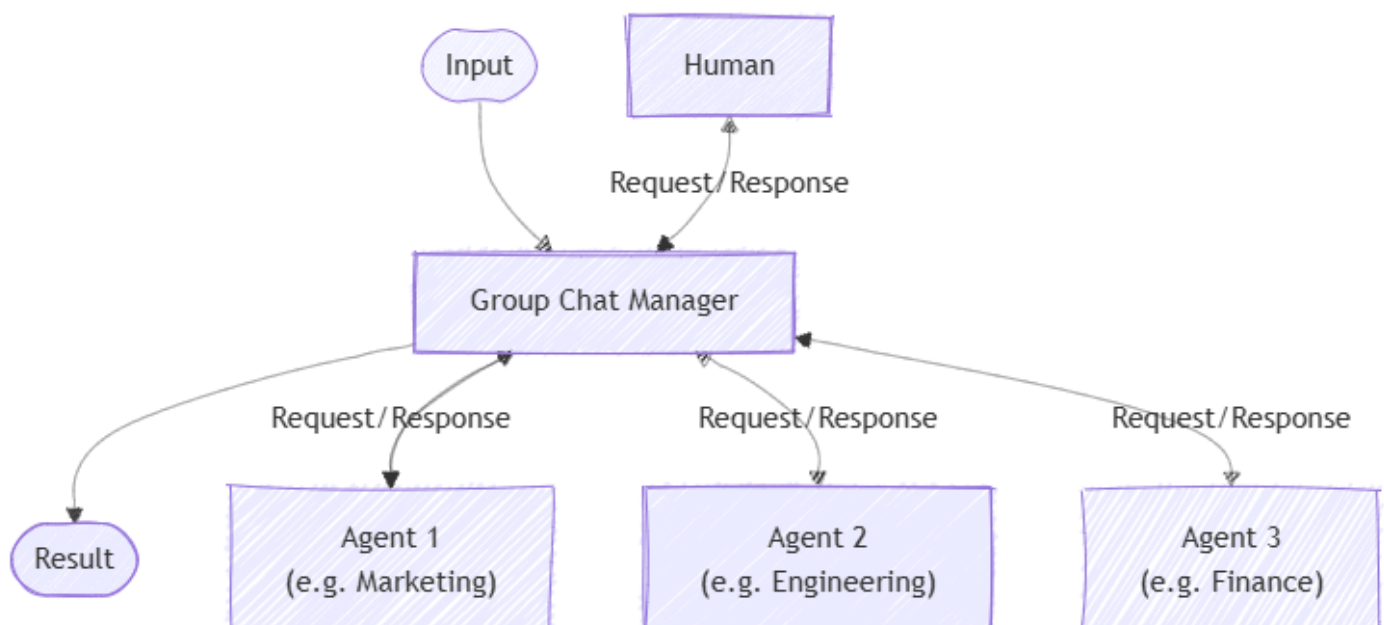 Input
Human
Request/Response
Group Chat Manager
Request/Response
Request/Response
Request/Response
Result
Agent 1
(e.g. Marketing)
Agent 2
(e.g. Engineering)
Agent 3
(e.g. Finance)